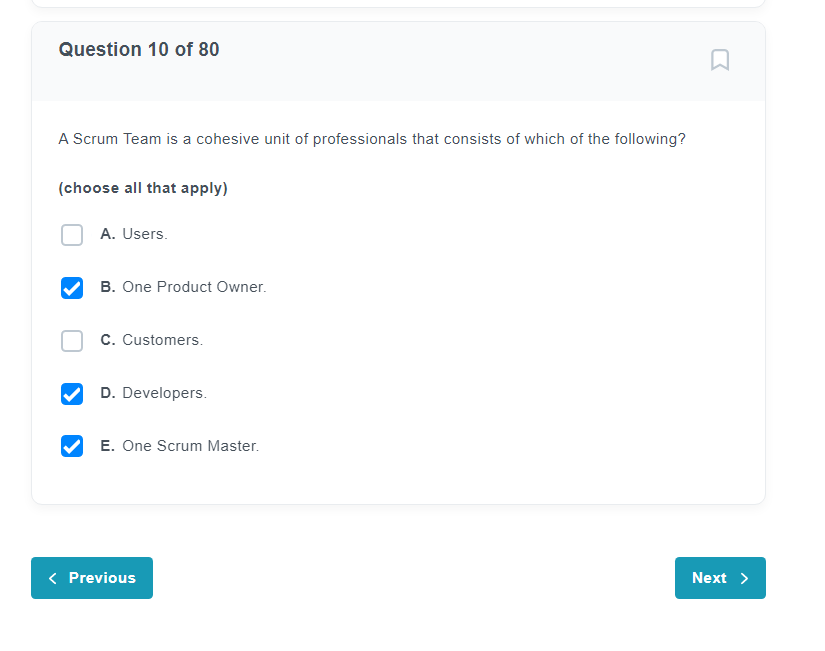 Question 10 of 80
A Scrum Team is a cohesive unit of professionals that consists of which of the following?
(choose all that apply)
A. Users.
B. One Product Owner.
C. Customers.
D. Developers.
E. One Scrum Master.
Previous
Next